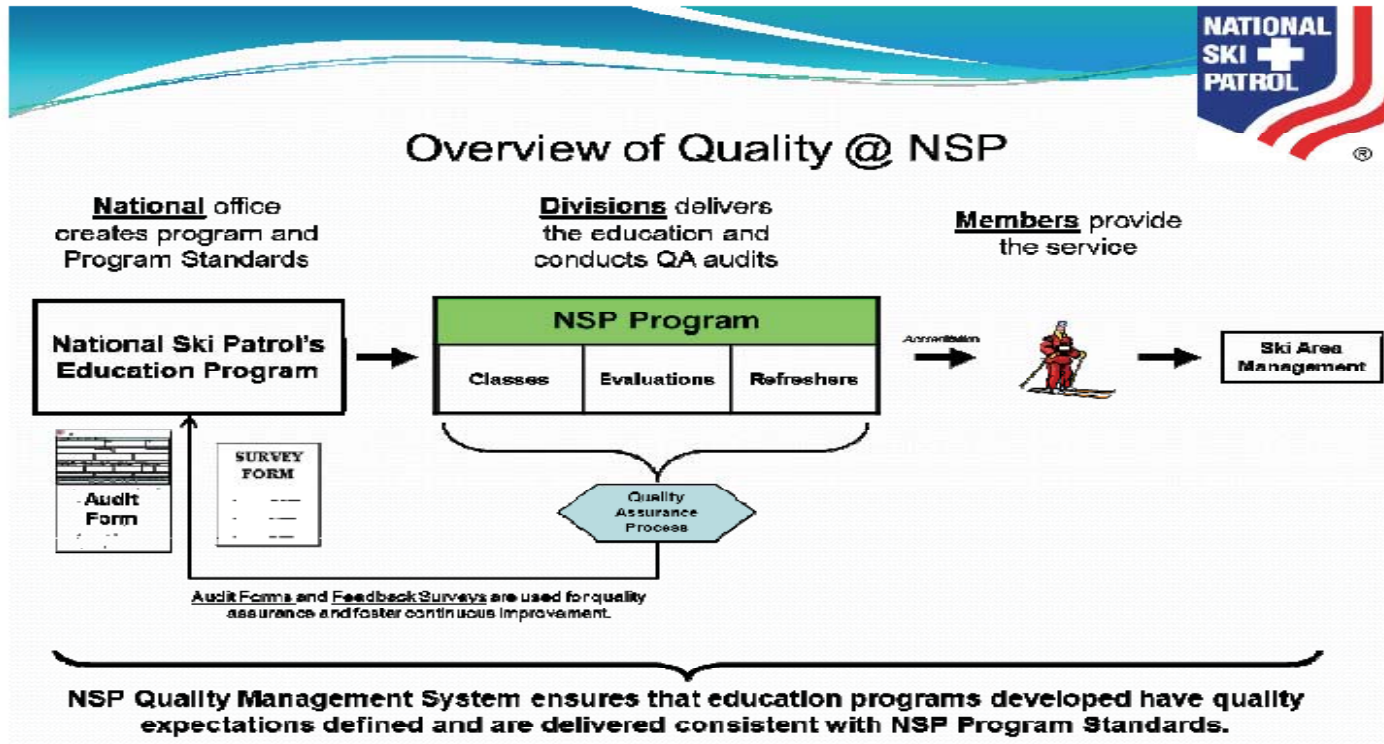 NATIONAL
SKI
PATROL
®
Overview of Quality @ NSP
National office
creates program and
Program Standards
Divisions delivers
the education and
conducts QA audits
Members provide
the service
National Ski Patrol's
Education Program
NSP Program
Classes
Evaluations
Refreshers
Ski Area
Management
Audit
Form
SURVEY
FORM
Quality
Assurance
Process
Audit Forms and Feedback Surveys are used for quality
assurance and foster continuous improvement.
NSP Quality Management System ensures that education programs developed have quality
expectations defined and are delivered consistent with NSP Program Standards.